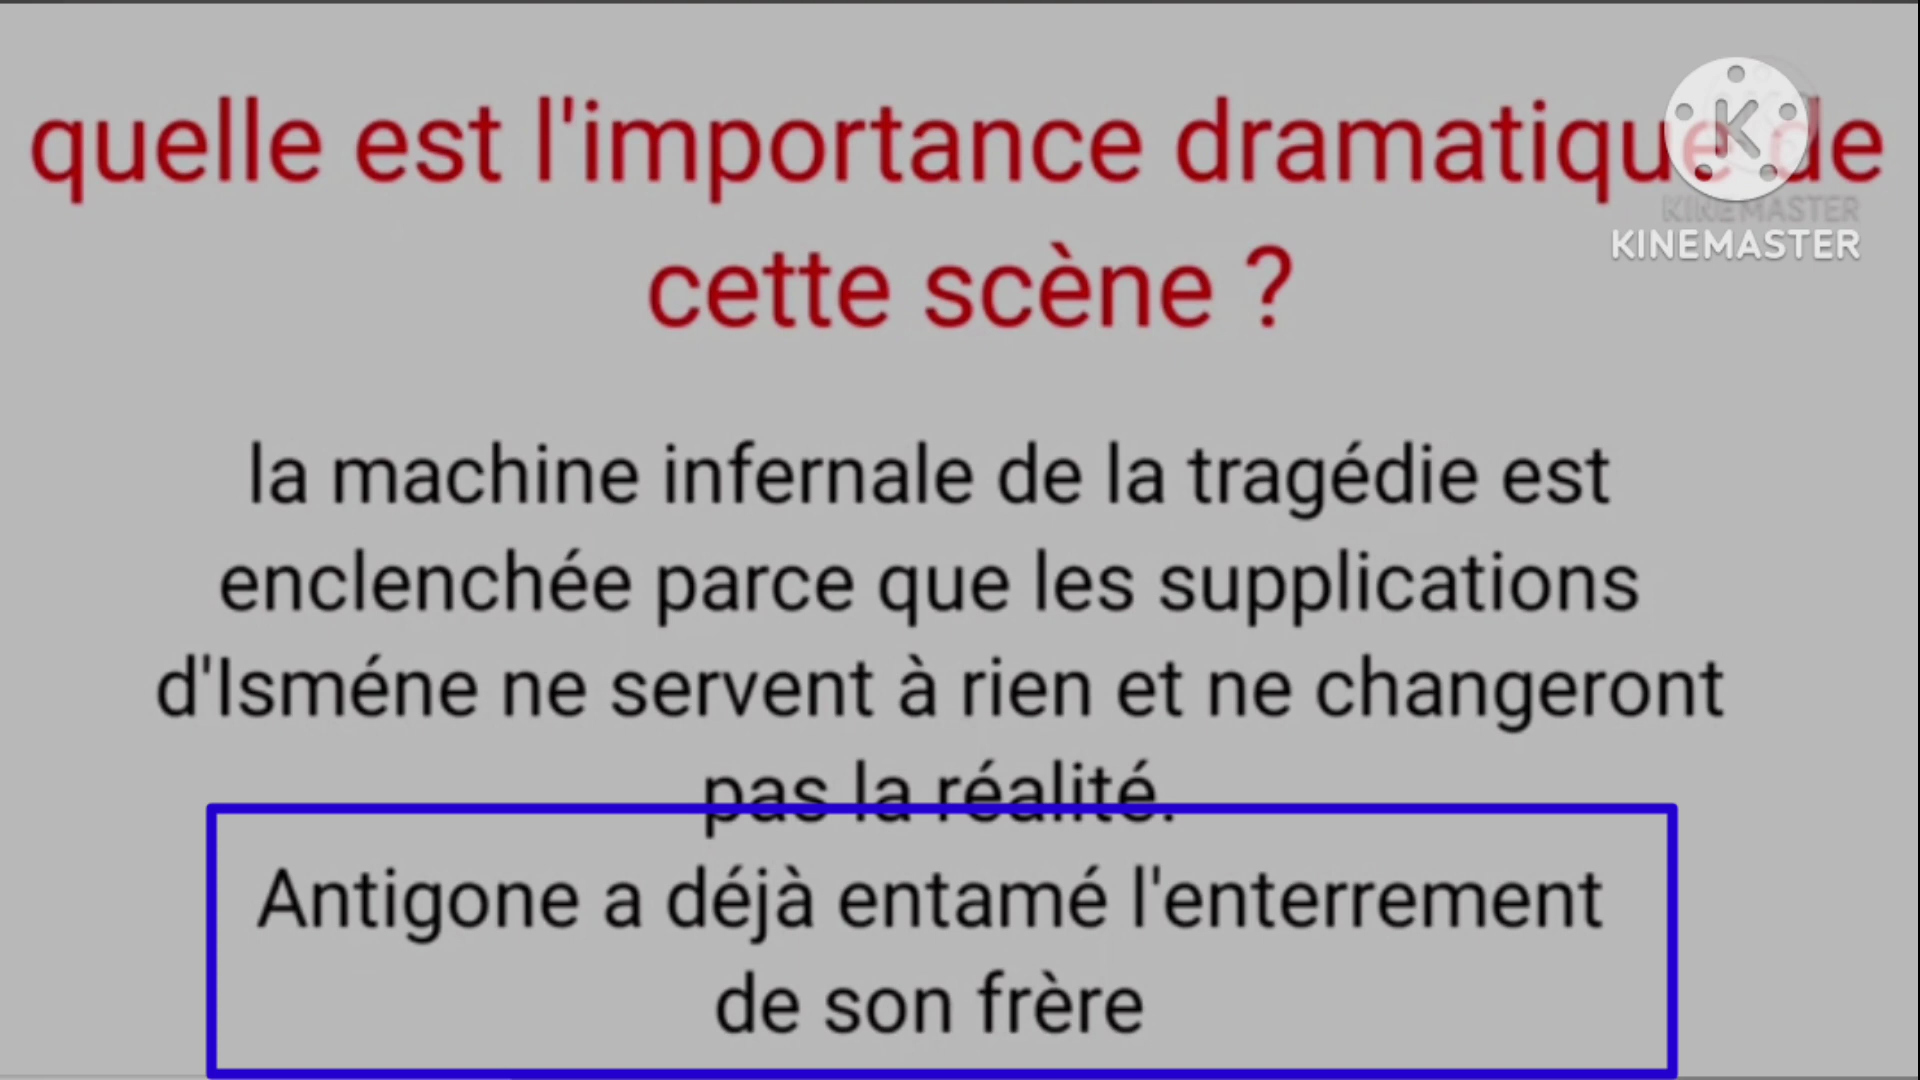 quelle est l'importance dramatique de
cette scène ?
K
KINEMASTER
KINEMASTER
la machine infernale de la tragédie est
enclenchée parce que les supplications
d'Isméne ne servent à rien et ne changeront
pas la réalité.
Antigone a déjà entamé l'enterrement
de son frère